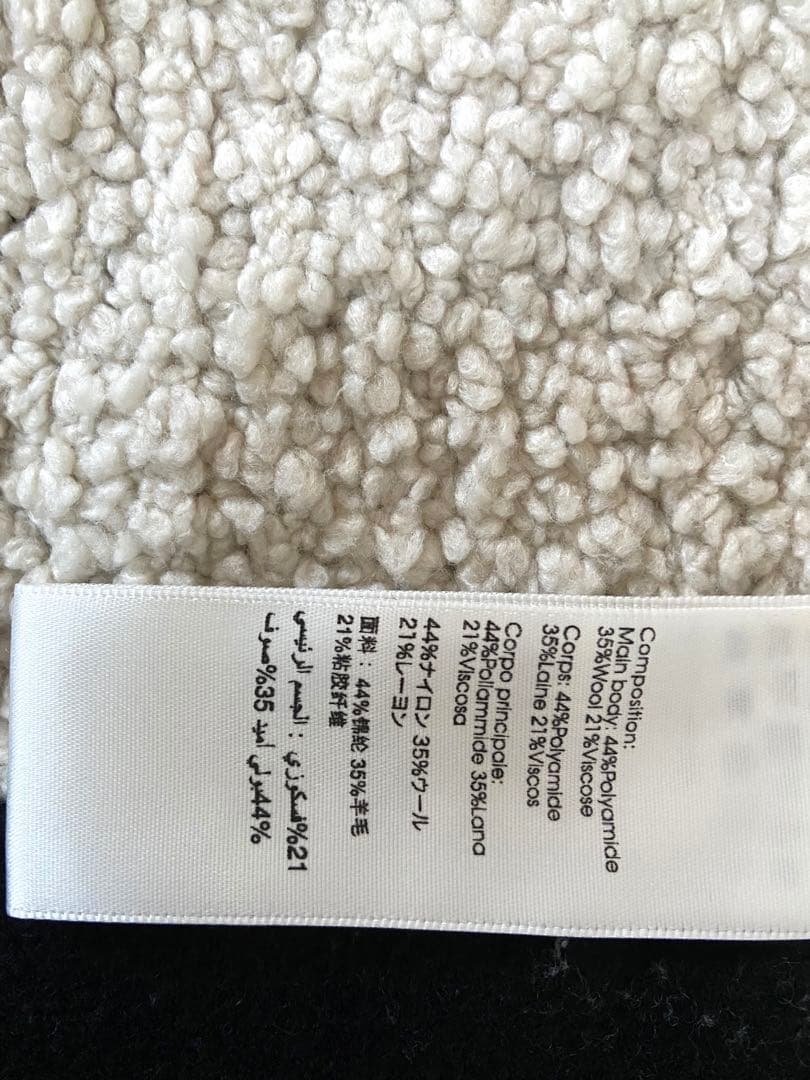 Composition:
Main body: 44%Polyamide
35%Wool 21%Viscose
Corps: 44%Polyamide
35%Laine 21%Viscos
Corpo principale:
44%Poliammide 35%Lana
21%Viscosa
44%ナイロン 35%ウール
21%レーヨン
面料：44%锦纶 35%羊毛
21%粘胶纤维
الجسم الرئيسي : فسكوزي%21
صوف%35 بولي أميد44%